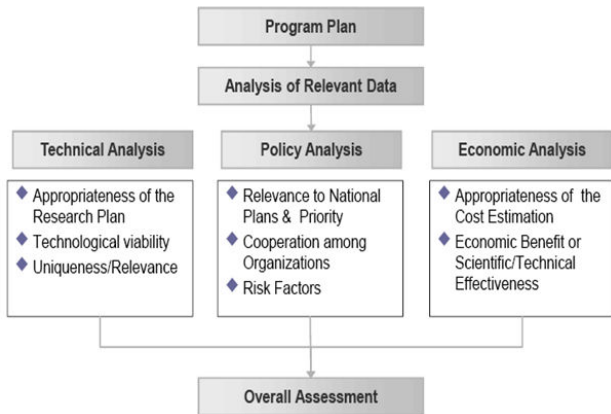 Program Plan
Analysis of Relevant Data
Technical Analysis
Policy Analysis
Economic Analysis
Appropriateness of the
Research Plan
Technological viability
Uniqueness/Relevance
Relevance to National
Plans & Priority
Cooperation among
Organizations
Risk Factors
Appropriateness of the
Cost Estimation
Economic Benefit or
Scientific/Technical
Effectiveness
Overall Assessment